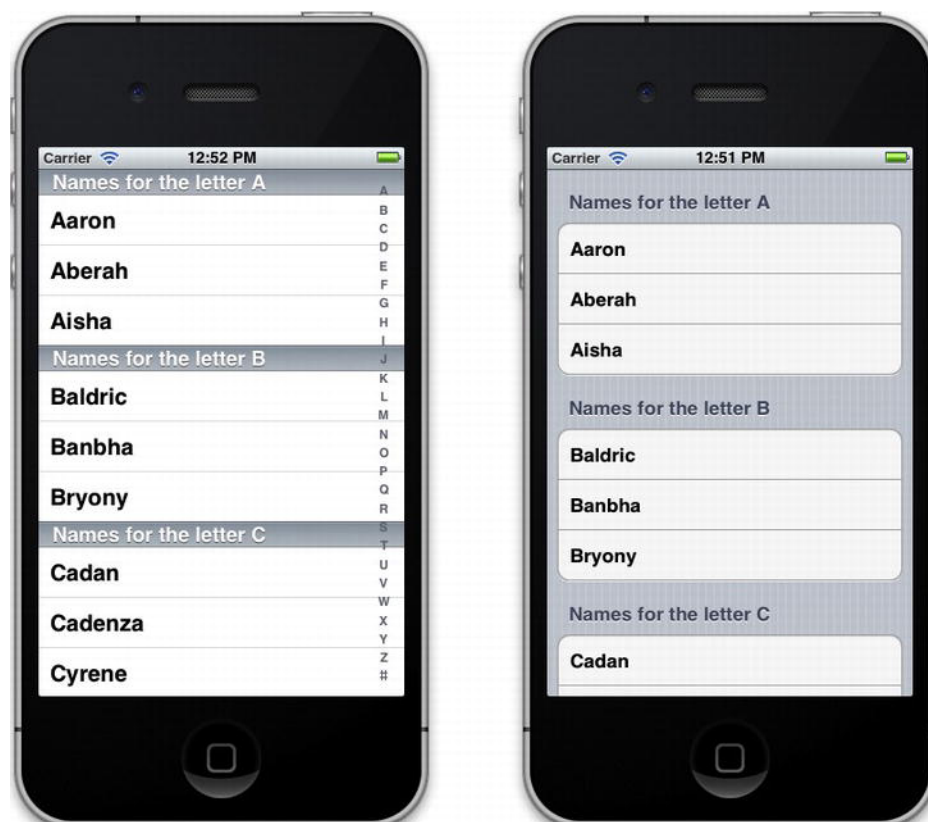 Carrier 12:52 PM
Names for the letter A
Aaron
Aberah
Aisha
Names for the letter B
Baldric
Banbha
Bryony
Names for the letter C
Cadan
Cadenza
Cyrene
A
B
C
D
E
F
G
H
I
J
K
L
M
N
O
P
Q
R
S
T
U
V
W
X
Y
Z
#
Carrier 12:51 PM
Names for the letter A
Aaron
Aberah
Aisha
Names for the letter B
Baldric
Banbha
Bryony
Names for the letter C
Cadan